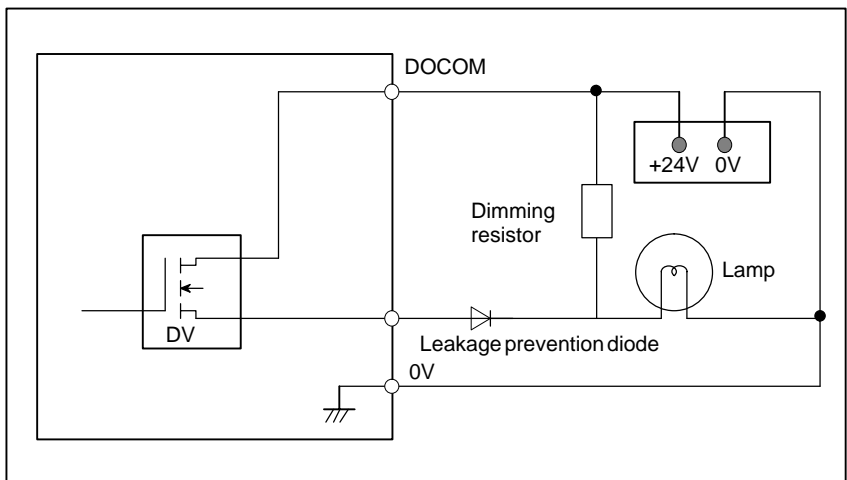 DOCOM
+24V 0V
Dimming
resistor
Lamp
DV
Leakage prevention diode
0V